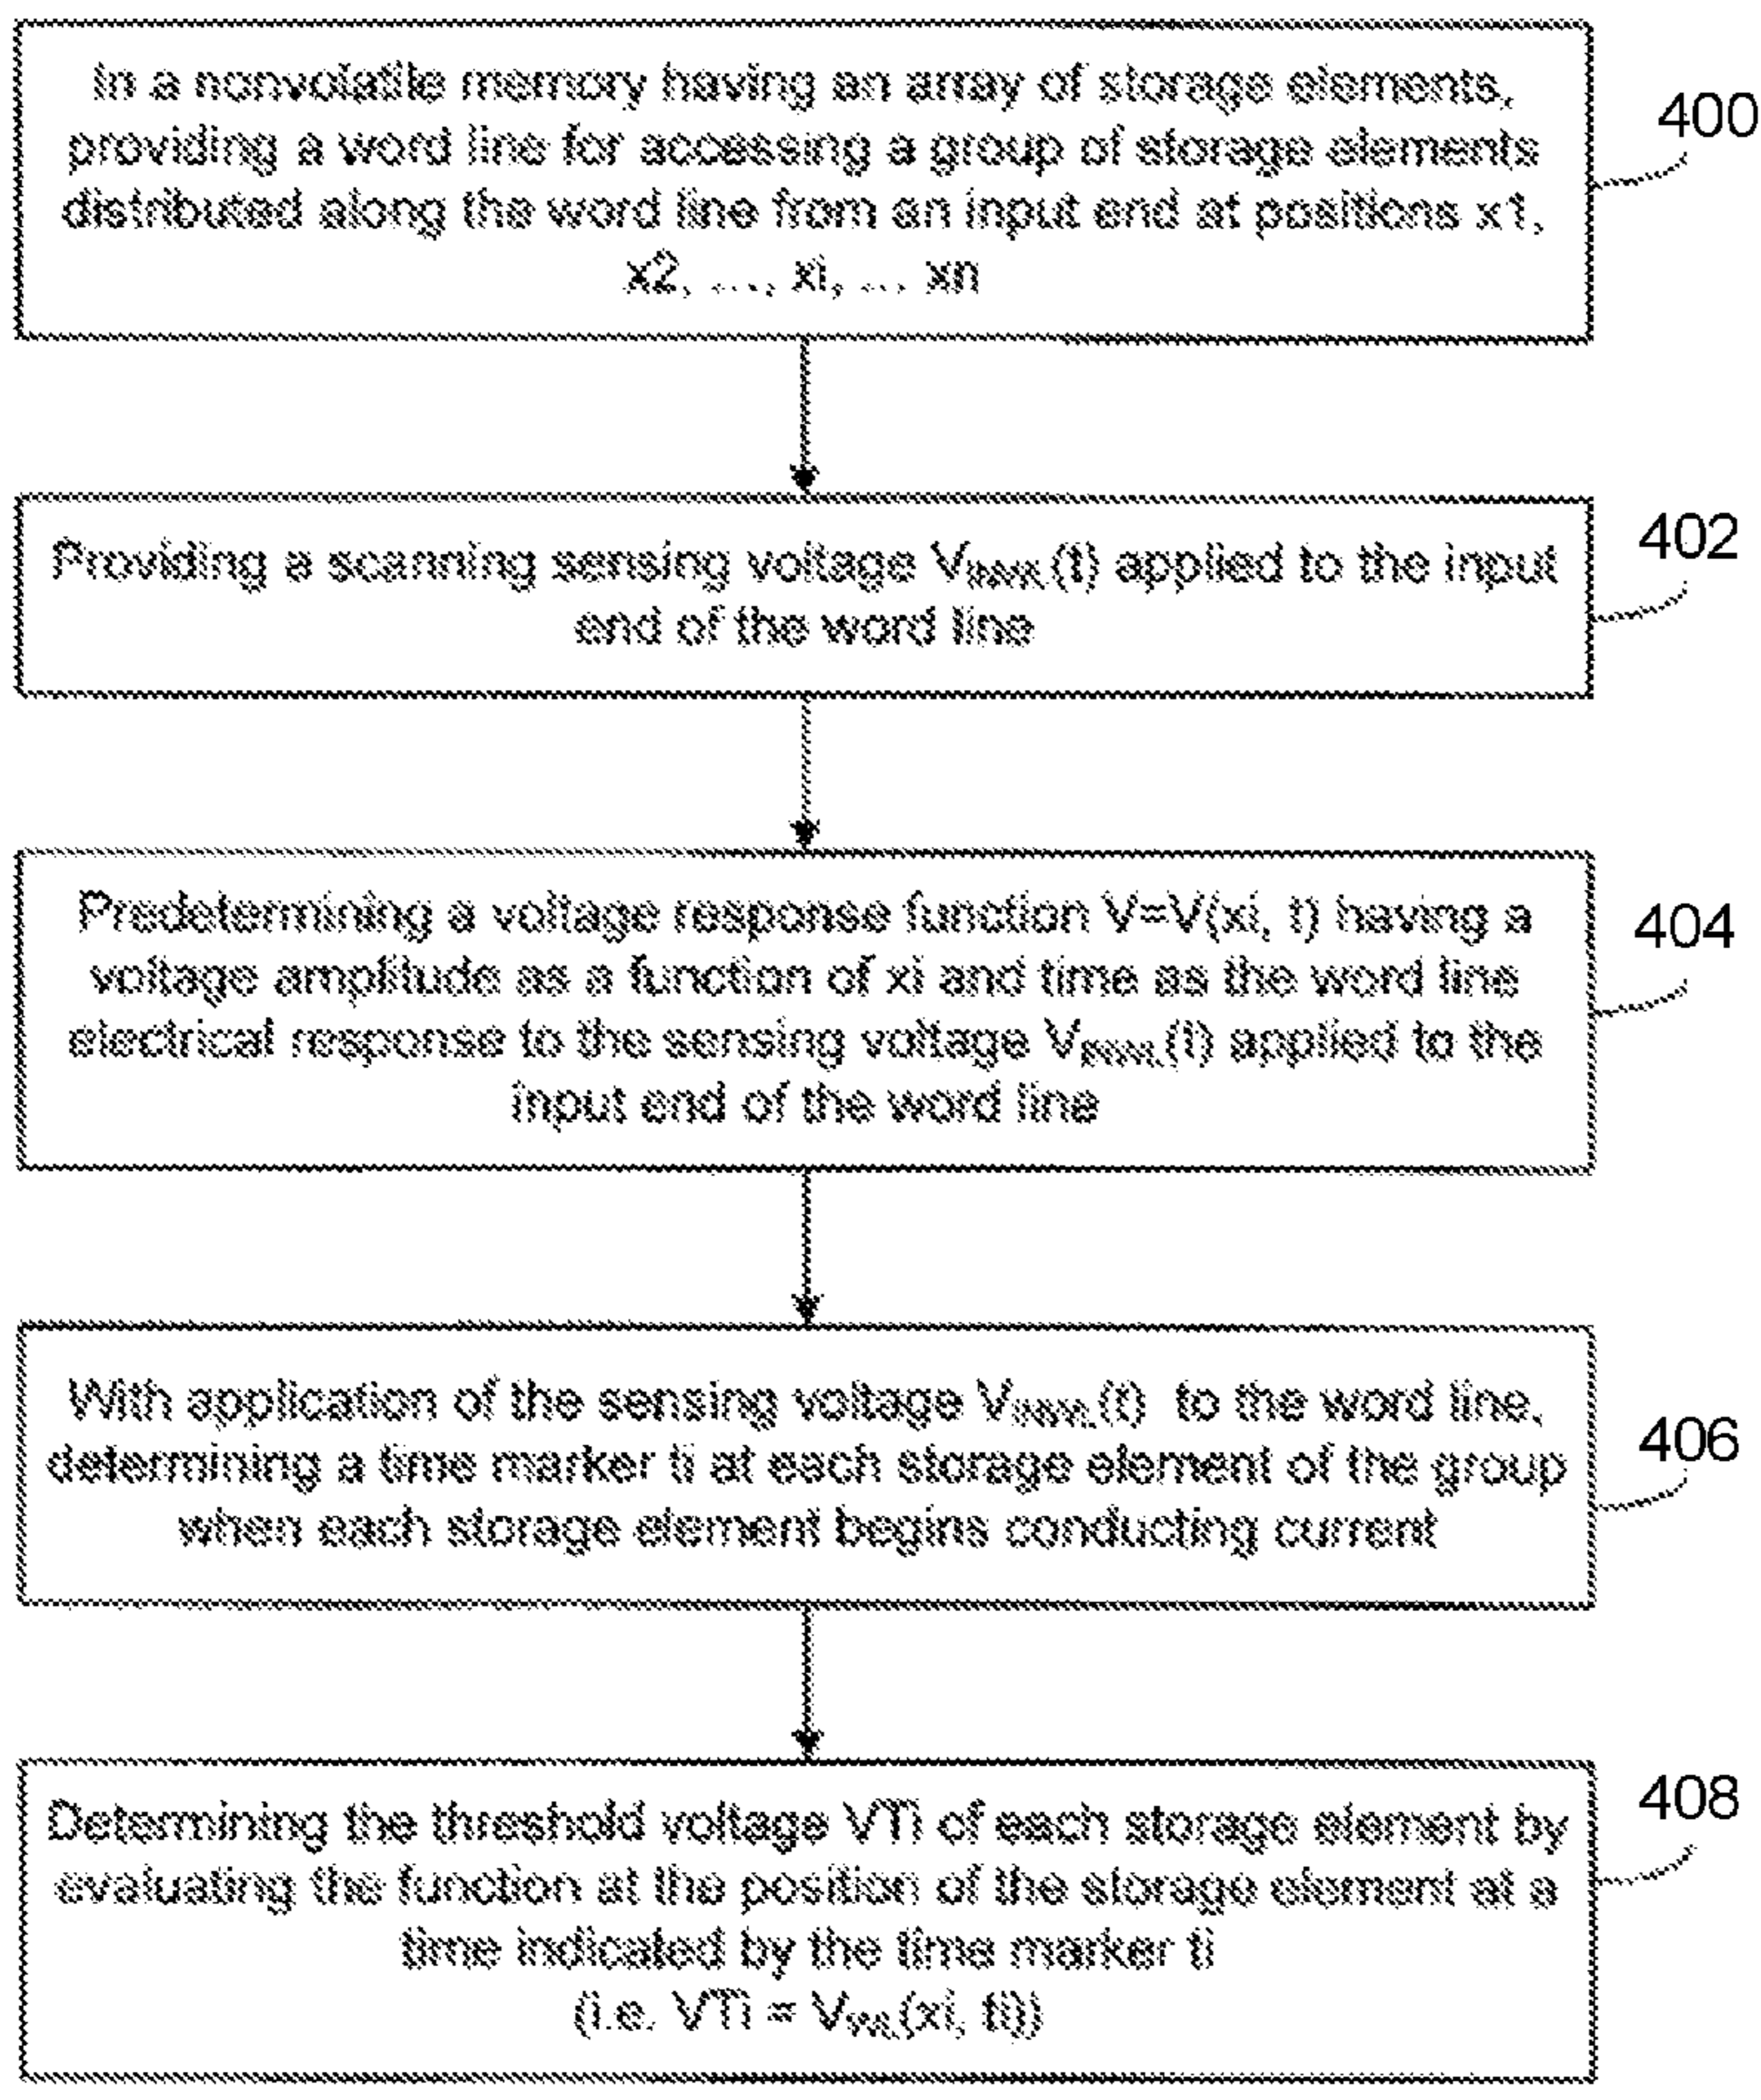 In a nonvolatile memory having an array of storage elements,
providing a word line for accessing a group of storage elements
distributed along the word line from an input end at positions x1,
x2, ..., xi, ... xn
400
Providing a scanning sensing voltage V_INWL(t) applied to the input
end of the word line
402
Predetermining a voltage response function V=V(xi, t) having a
voltage amplitude as a function of xi and time as the word line
electrical response to the sensing voltage V_INWL(t) applied to the
input end of the word line
404
With application of the sensing voltage V_INWL(t) to the word line,
determining a time marker ti at each storage element of the group
when each storage element begins conducting current
406
Determining the threshold voltage VTi of each storage element by
evaluating the function at the position of the storage element at a
time indicated by the time marker ti
(i.e. VTi = V_WL(xi, ti))
408